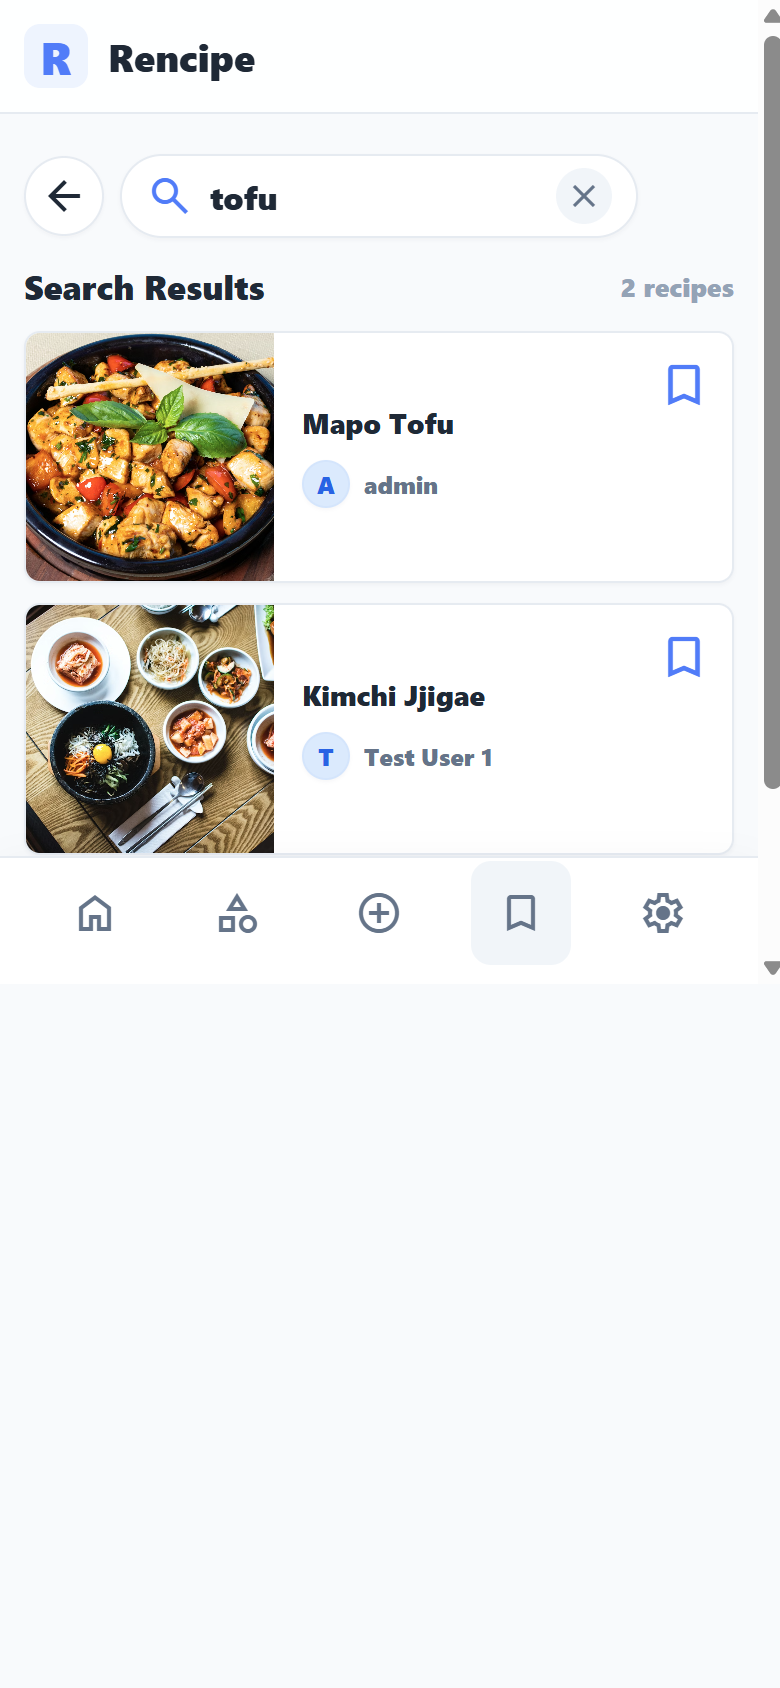 R Rencipe
tofu
Search Results
2 recipes
Mapo Tofu
A admin
Kimchi Jjigae
T Test User 1